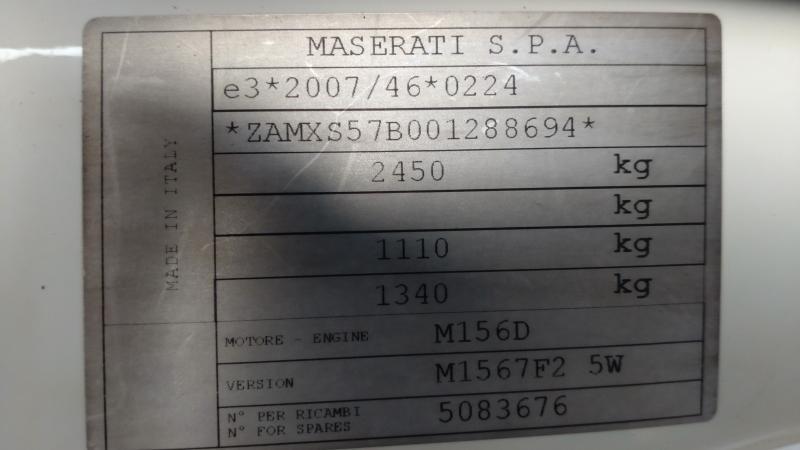 MASERATI S.P.A.
e3*2007/46*0224
*ZAMXS57B001288694*
2450 kg
kg
1110 kg
1340 kg
MADE IN ITALY
MOTORE - ENGINE M156D
VERSION M1567F2 5W
N° PER RICAMBI
N° FOR SPARES 5083676